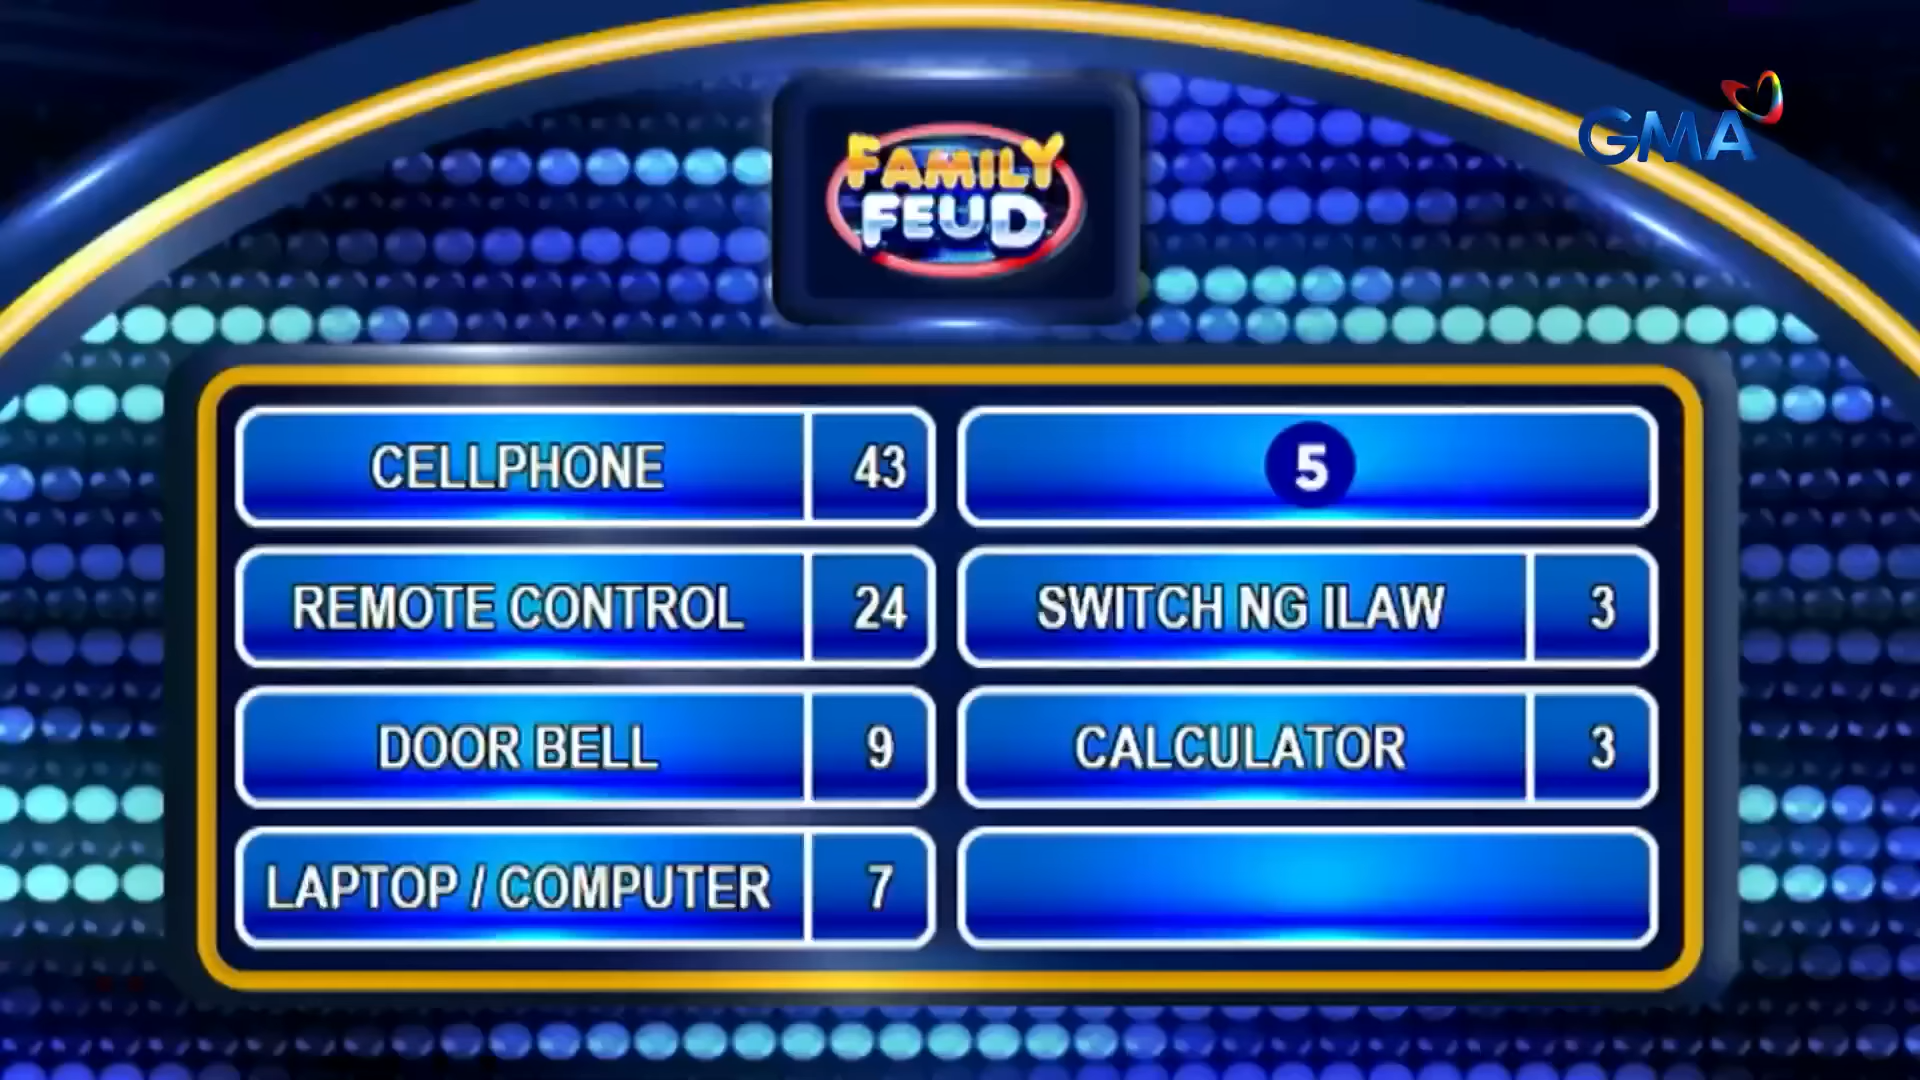 GMA
FAMILY
FEUD
CELLPHONE 43
REMOTE CONTROL 24
DOOR BELL 9
LAPTOP / COMPUTER 7
5
SWITCH NG ILAW 3
CALCULATOR 3